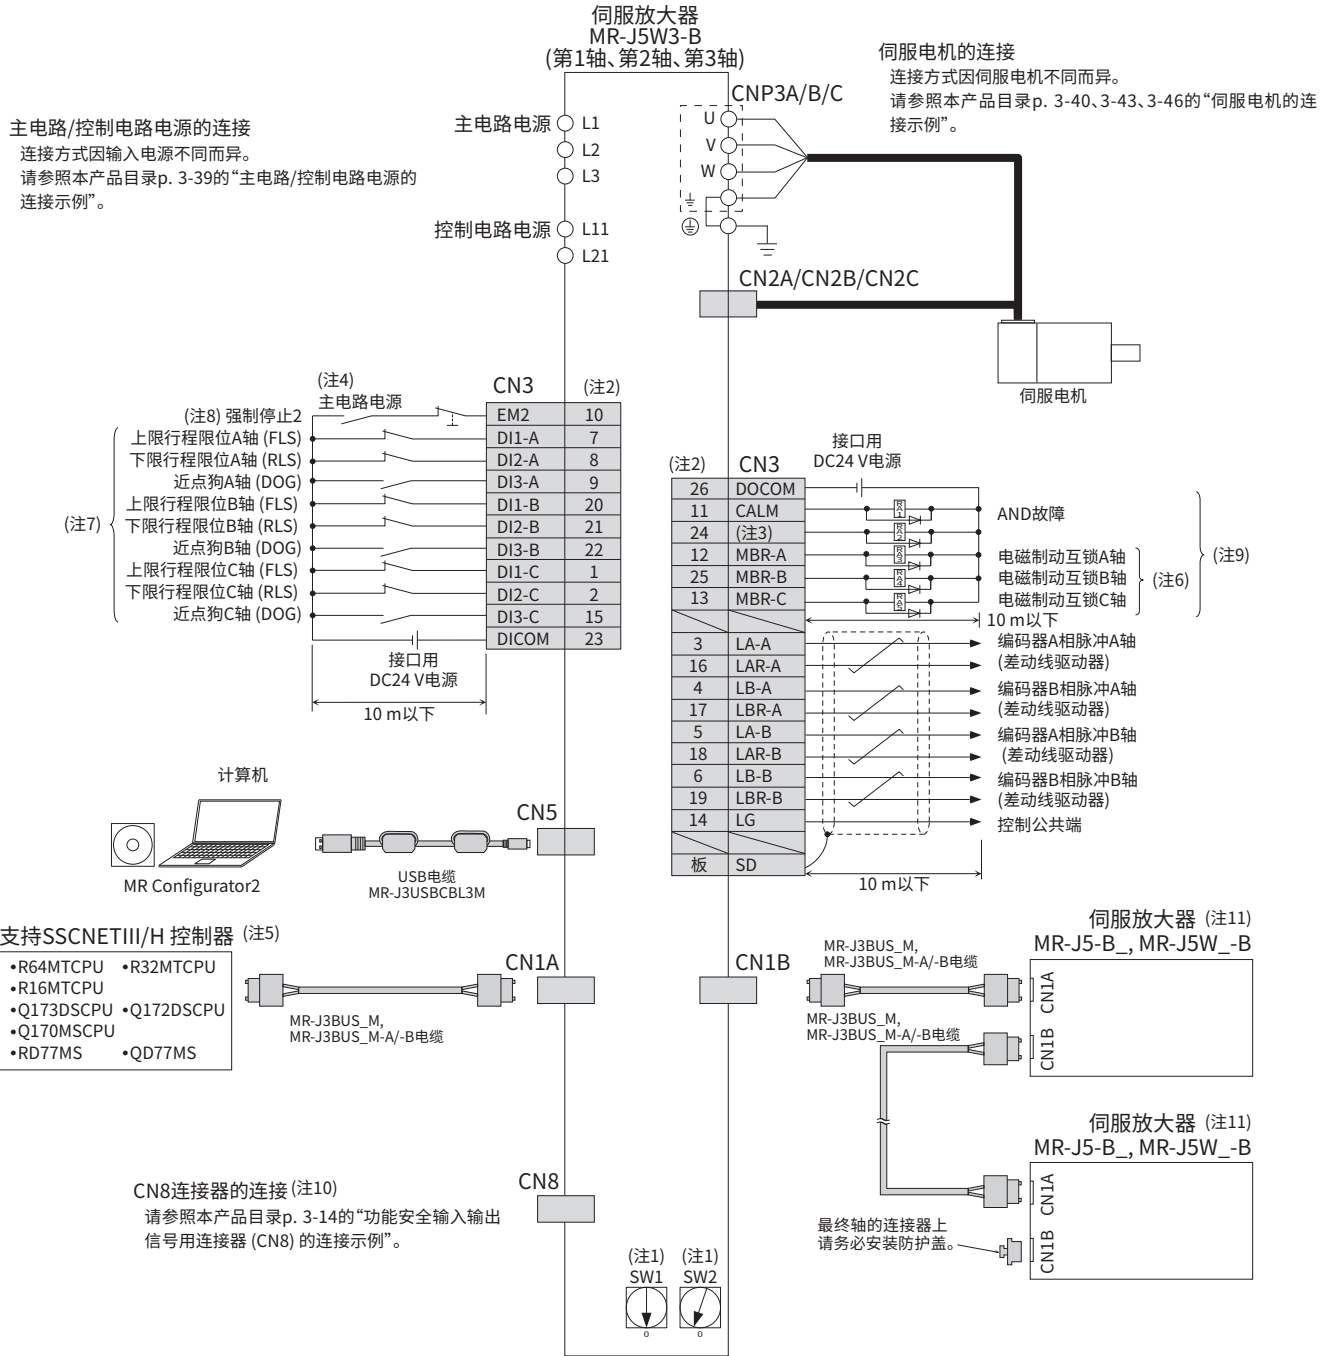 伺服放大器
MR-J5W3-B
(第1轴、第2轴、第3轴)
伺服电机的连接
连接方式因伺服电机不同而异。
请参照本产品目录p. 3-40、3-43、3-46的“伺服电机的连
接示例”。
主电路/控制电路电源的连接
连接方式因输入电源不同而异。
请参照本产品目录p. 3-39的“主电路/控制电路电源的
连接示例”。
主电路电源 L1
L2
L3
控制电路电源 L11
L21
CNP3A/B/C
U
V
W
CN2A/CN2B/CN2C
伺服电机
(注4)
主电路电源
CN3 (注2)
(注8) 强制停止2 EM2 10
上限行程限位A轴 (FLS) DI1-A 7
下限行程限位A轴 (RLS) DI2-A 8
近点狗A轴 (DOG) DI3-A 9
上限行程限位B轴 (FLS) DI1-B 20
(注7) 下限行程限位B轴 (RLS) DI2-B 21
近点狗B轴 (DOG) DI3-B 22
上限行程限位C轴 (FLS) DI1-C 1
下限行程限位C轴 (RLS) DI2-C 2
近点狗C轴 (DOG) DI3-C 15
DICOM 23
接口用
DC24 V电源
10 m以下
接口用
DC24 V电源
(注2) CN3
26 DOCOM
11 CALM RA1 AND故障
24 (注3) RA2
12 MBR-A RA3 电磁制动互锁A轴
25 MBR-B RA4 电磁制动互锁B轴 (注6) (注9)
13 MBR-C RA5 电磁制动互锁C轴
10 m以下
3 LA-A 编码器A相脉冲A轴
16 LAR-A (差动线驱动器)
4 LB-A 编码器B相脉冲A轴
17 LBR-A (差动线驱动器)
5 LA-B 编码器A相脉冲B轴
18 LAR-B (差动线驱动器)
6 LB-B 编码器B相脉冲B轴
19 LBR-B (差动线驱动器)
14 LG 控制公共端
板 SD
10 m以下
计算机
MR Configurator2
CN5
USB电缆
MR-J3USBCBL3M
支持SSCNETIII/H 控制器 (注5)
•R64MTCPU •R32MTCPU
•R16MTCPU
•Q173DSCPU •Q172DSCPU
•Q170MSCPU
•RD77MS •QD77MS
CN1A
MR-J3BUS_M,
MR-J3BUS_M-A/-B电缆
CN1B
MR-J3BUS_M,
MR-J3BUS_M-A/-B电缆
MR-J3BUS_M,
MR-J3BUS_M-A/-B电缆
伺服放大器 (注11)
MR-J5-B_, MR-J5W_-B
CN1A
CN1B
伺服放大器 (注11)
MR-J5-B_, MR-J5W_-B
CN1A
CN1B
最终轴的连接器上
请务必安装防护盖。
CN8
CN8连接器的连接 (注10)
请参照本产品目录p. 3-14的“功能安全输入输出
信号用连接器 (CN8) 的连接示例”。
(注1) (注1)
SW1 SW2
0 0